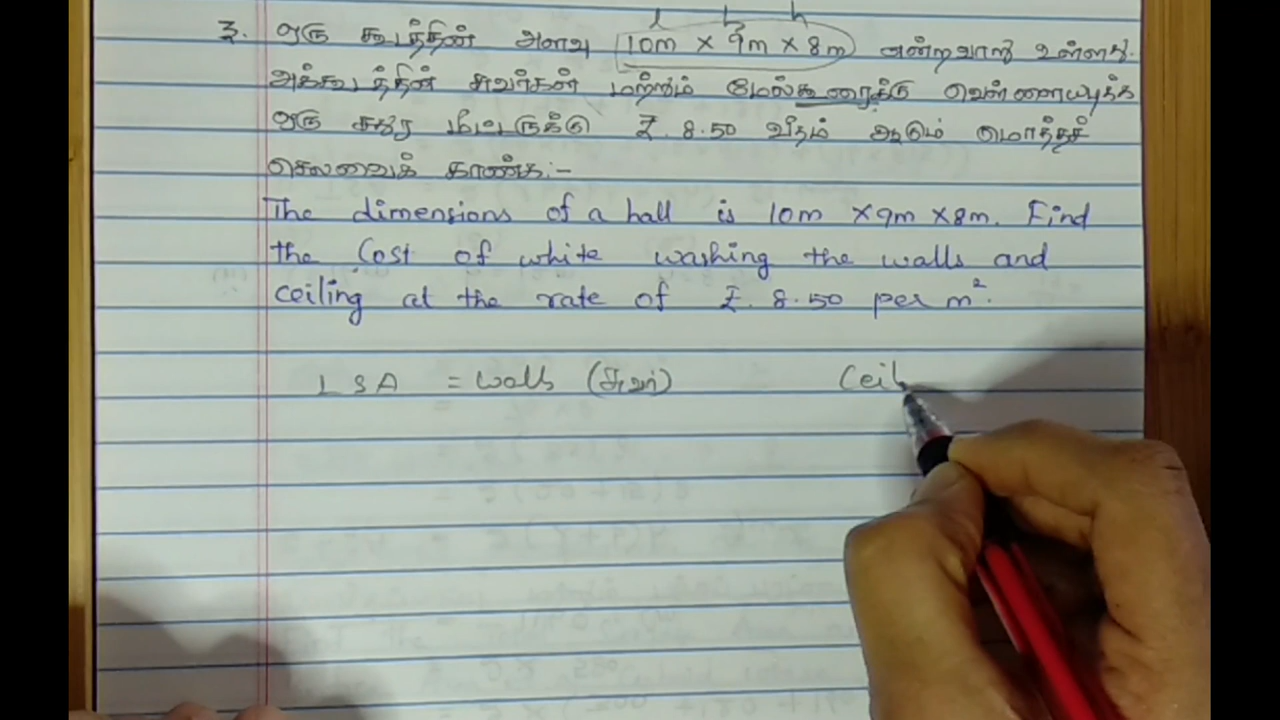 l b h
3. ஒரு கூடத்தின் அளவு 10m × 9m × 8m என்றவாறு உள்ளது.
அக்கூடத்தின் சுவர்கள் மற்றும் மேல்கூரைக்கு வெள்ளையடிக்க
ஒரு சதுர மீட்டருக்கு ₹. 8.50 வீதம் ஆகும் மொத்தச்
செலவைக் காண்க:-
The dimensions of a hall is 10m ×9m ×8m. Find
the Cost of white washing the walls and
ceiling at the rate of ₹. 8.50 per m².
LSA = walls (சுவர்) Ceil